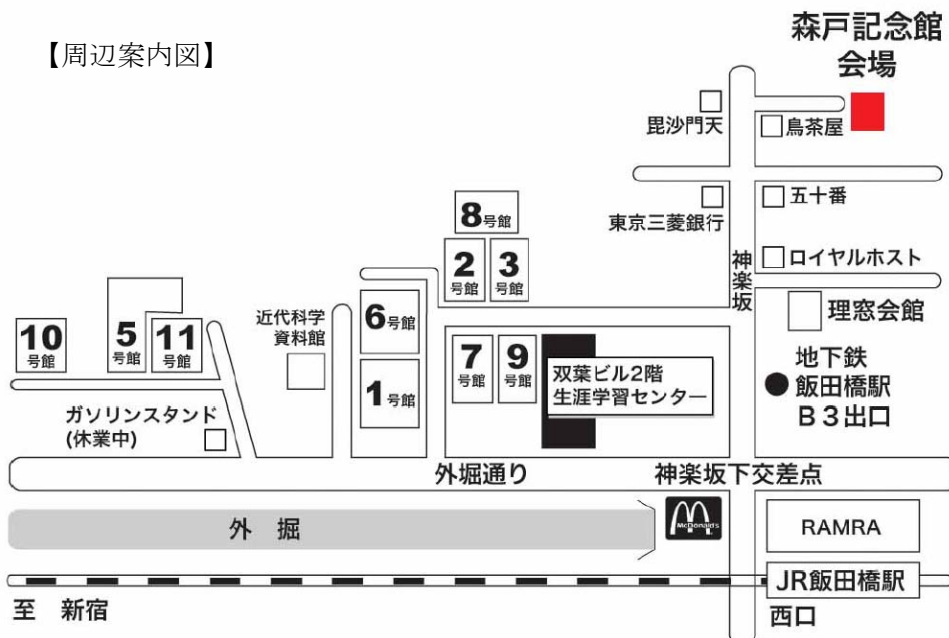 【周辺案内図】
森戸記念館
会場
毘沙門天
鳥茶屋
東京三菱銀行
五十番
神楽坂
ロイヤルホスト
理窓会館
8号館
2号館
3号館
近代科学
資料館
6号館
10号館
5号館
11号館
1号館
7号館
9号館
双葉ビル2階
生涯学習センター
地下鉄
飯田橋駅
B3出口
ガソリンスタンド
(休業中)
外堀通り
神楽坂下交差点
外 堀
McDonald's
RAMRA
JR飯田橋駅
西口
至 新宿